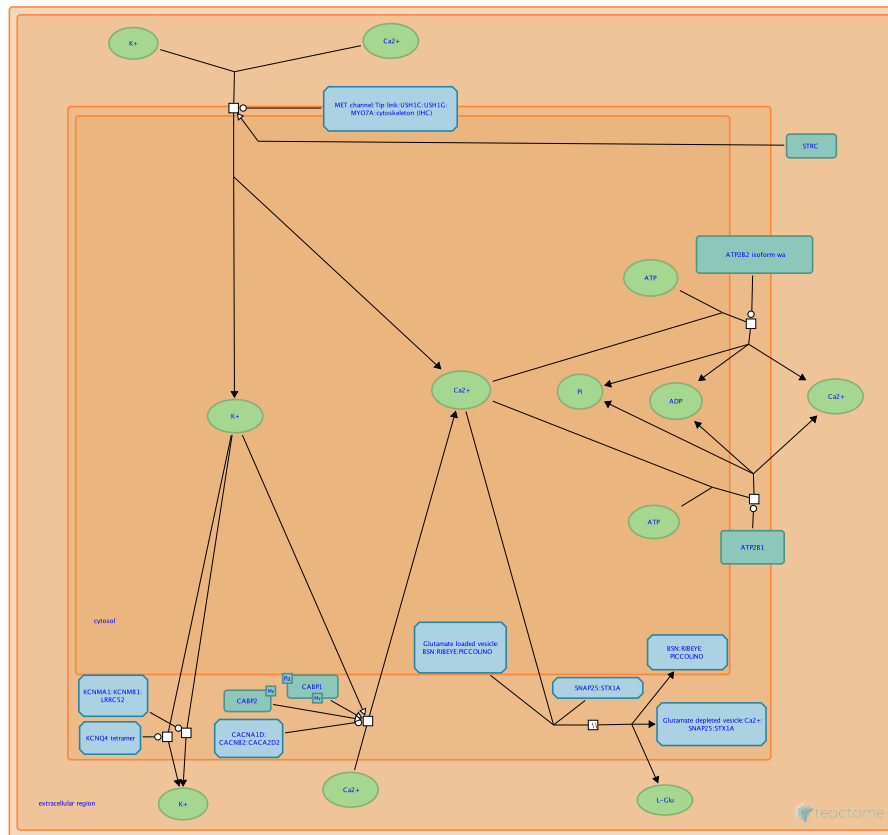 K+
Ca2+
MET channel:Tip link:USH1C:USH1G:
MYO7A:cytoskeleton (IHC)
STRC
ATP2B2 isoform wa
ATP
Ca2+
Pi
ADP
Ca2+
K+
ATP
ATP2B1
cytosol
Glutamate loaded vesicle:
BSN:RIBEYE:PICCOLINO
BSN:RIBEYE:
PICCOLINO
KCNMA1:KCNMB1:
LRRC52
Pa
CABP1
My
CABP2
My
SNAP25:STX1A
KCNQ4 tetramer
CACNA1D:
CACNB2:CACA2D2
\\
Glutamate depleted vesicle:Ca2+:
SNAP25:STX1A
extracellular region
K+
Ca2+
L-Glu
reactome